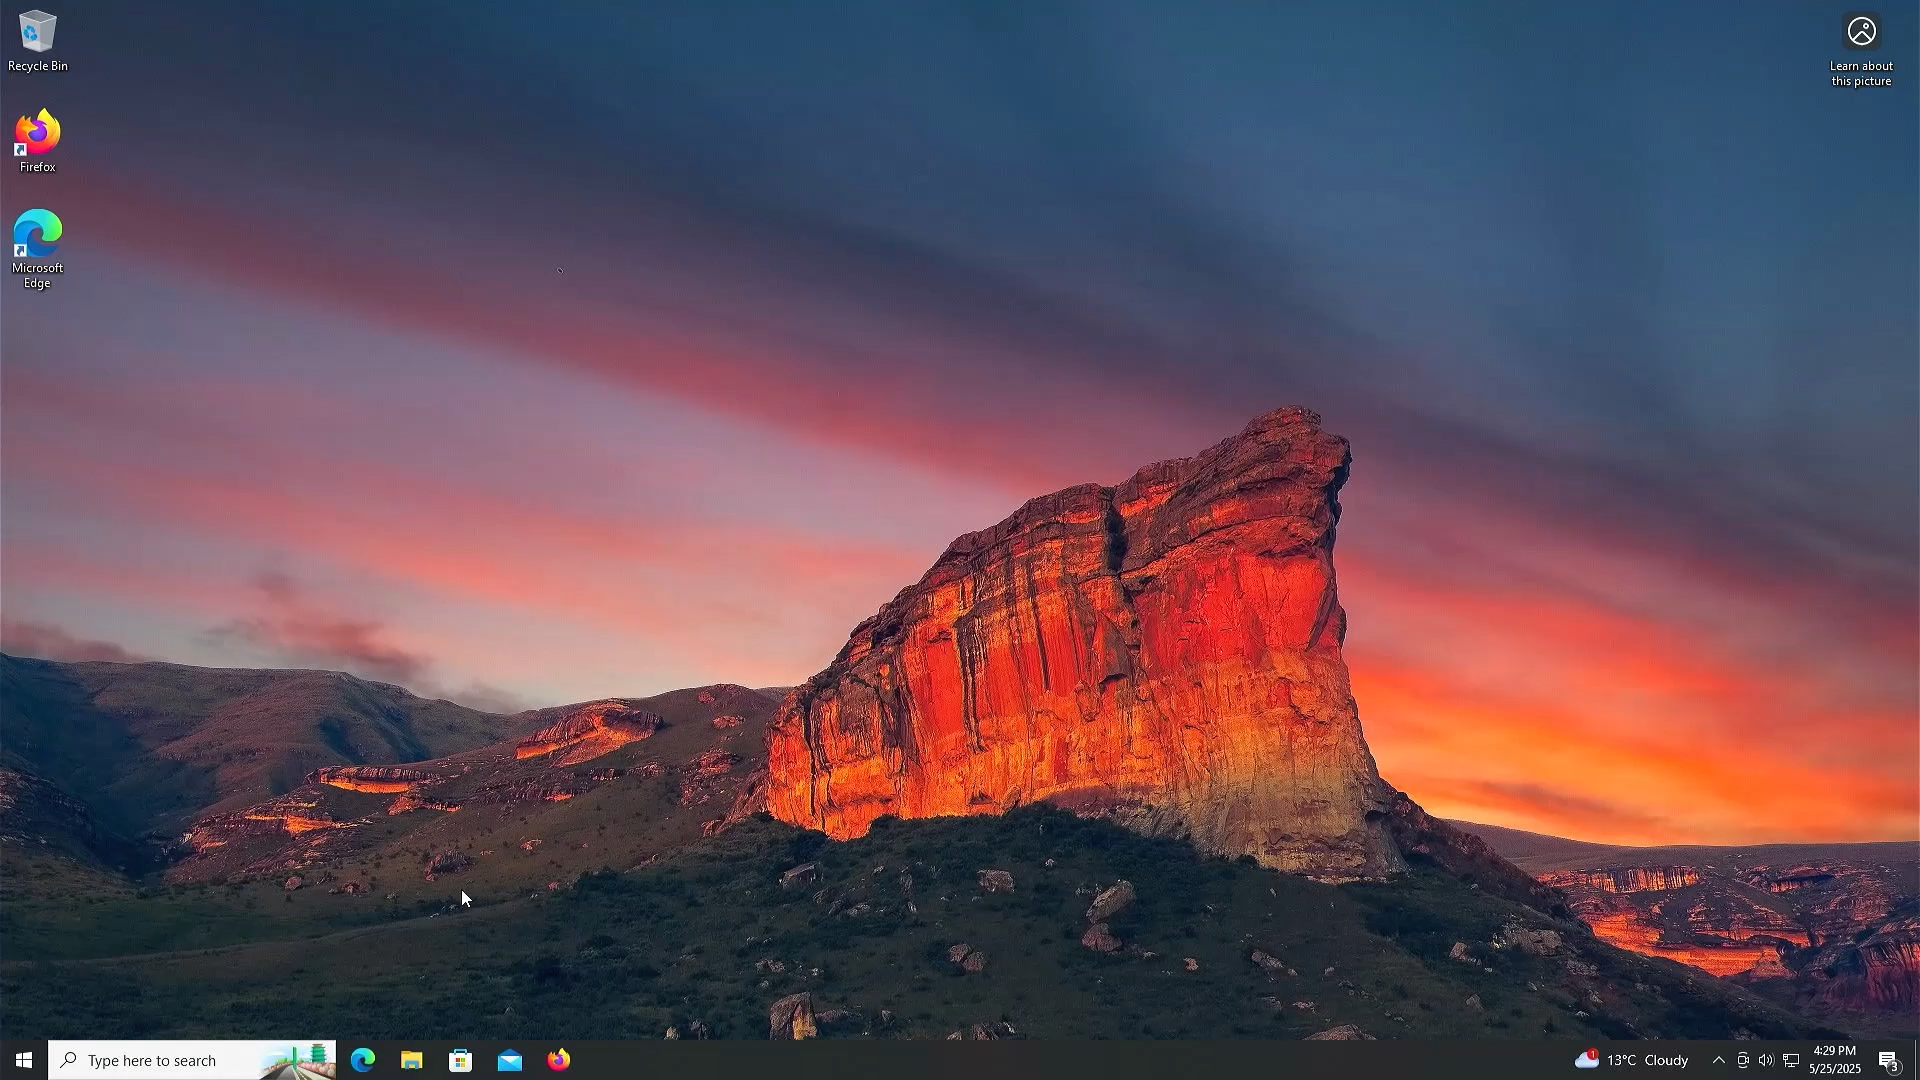 Recycle Bin
Learn about
this picture
Firefox
Microsoft
Edge
Type here to search
1
13°C Cloudy
4:29 PM
5/25/2025
3